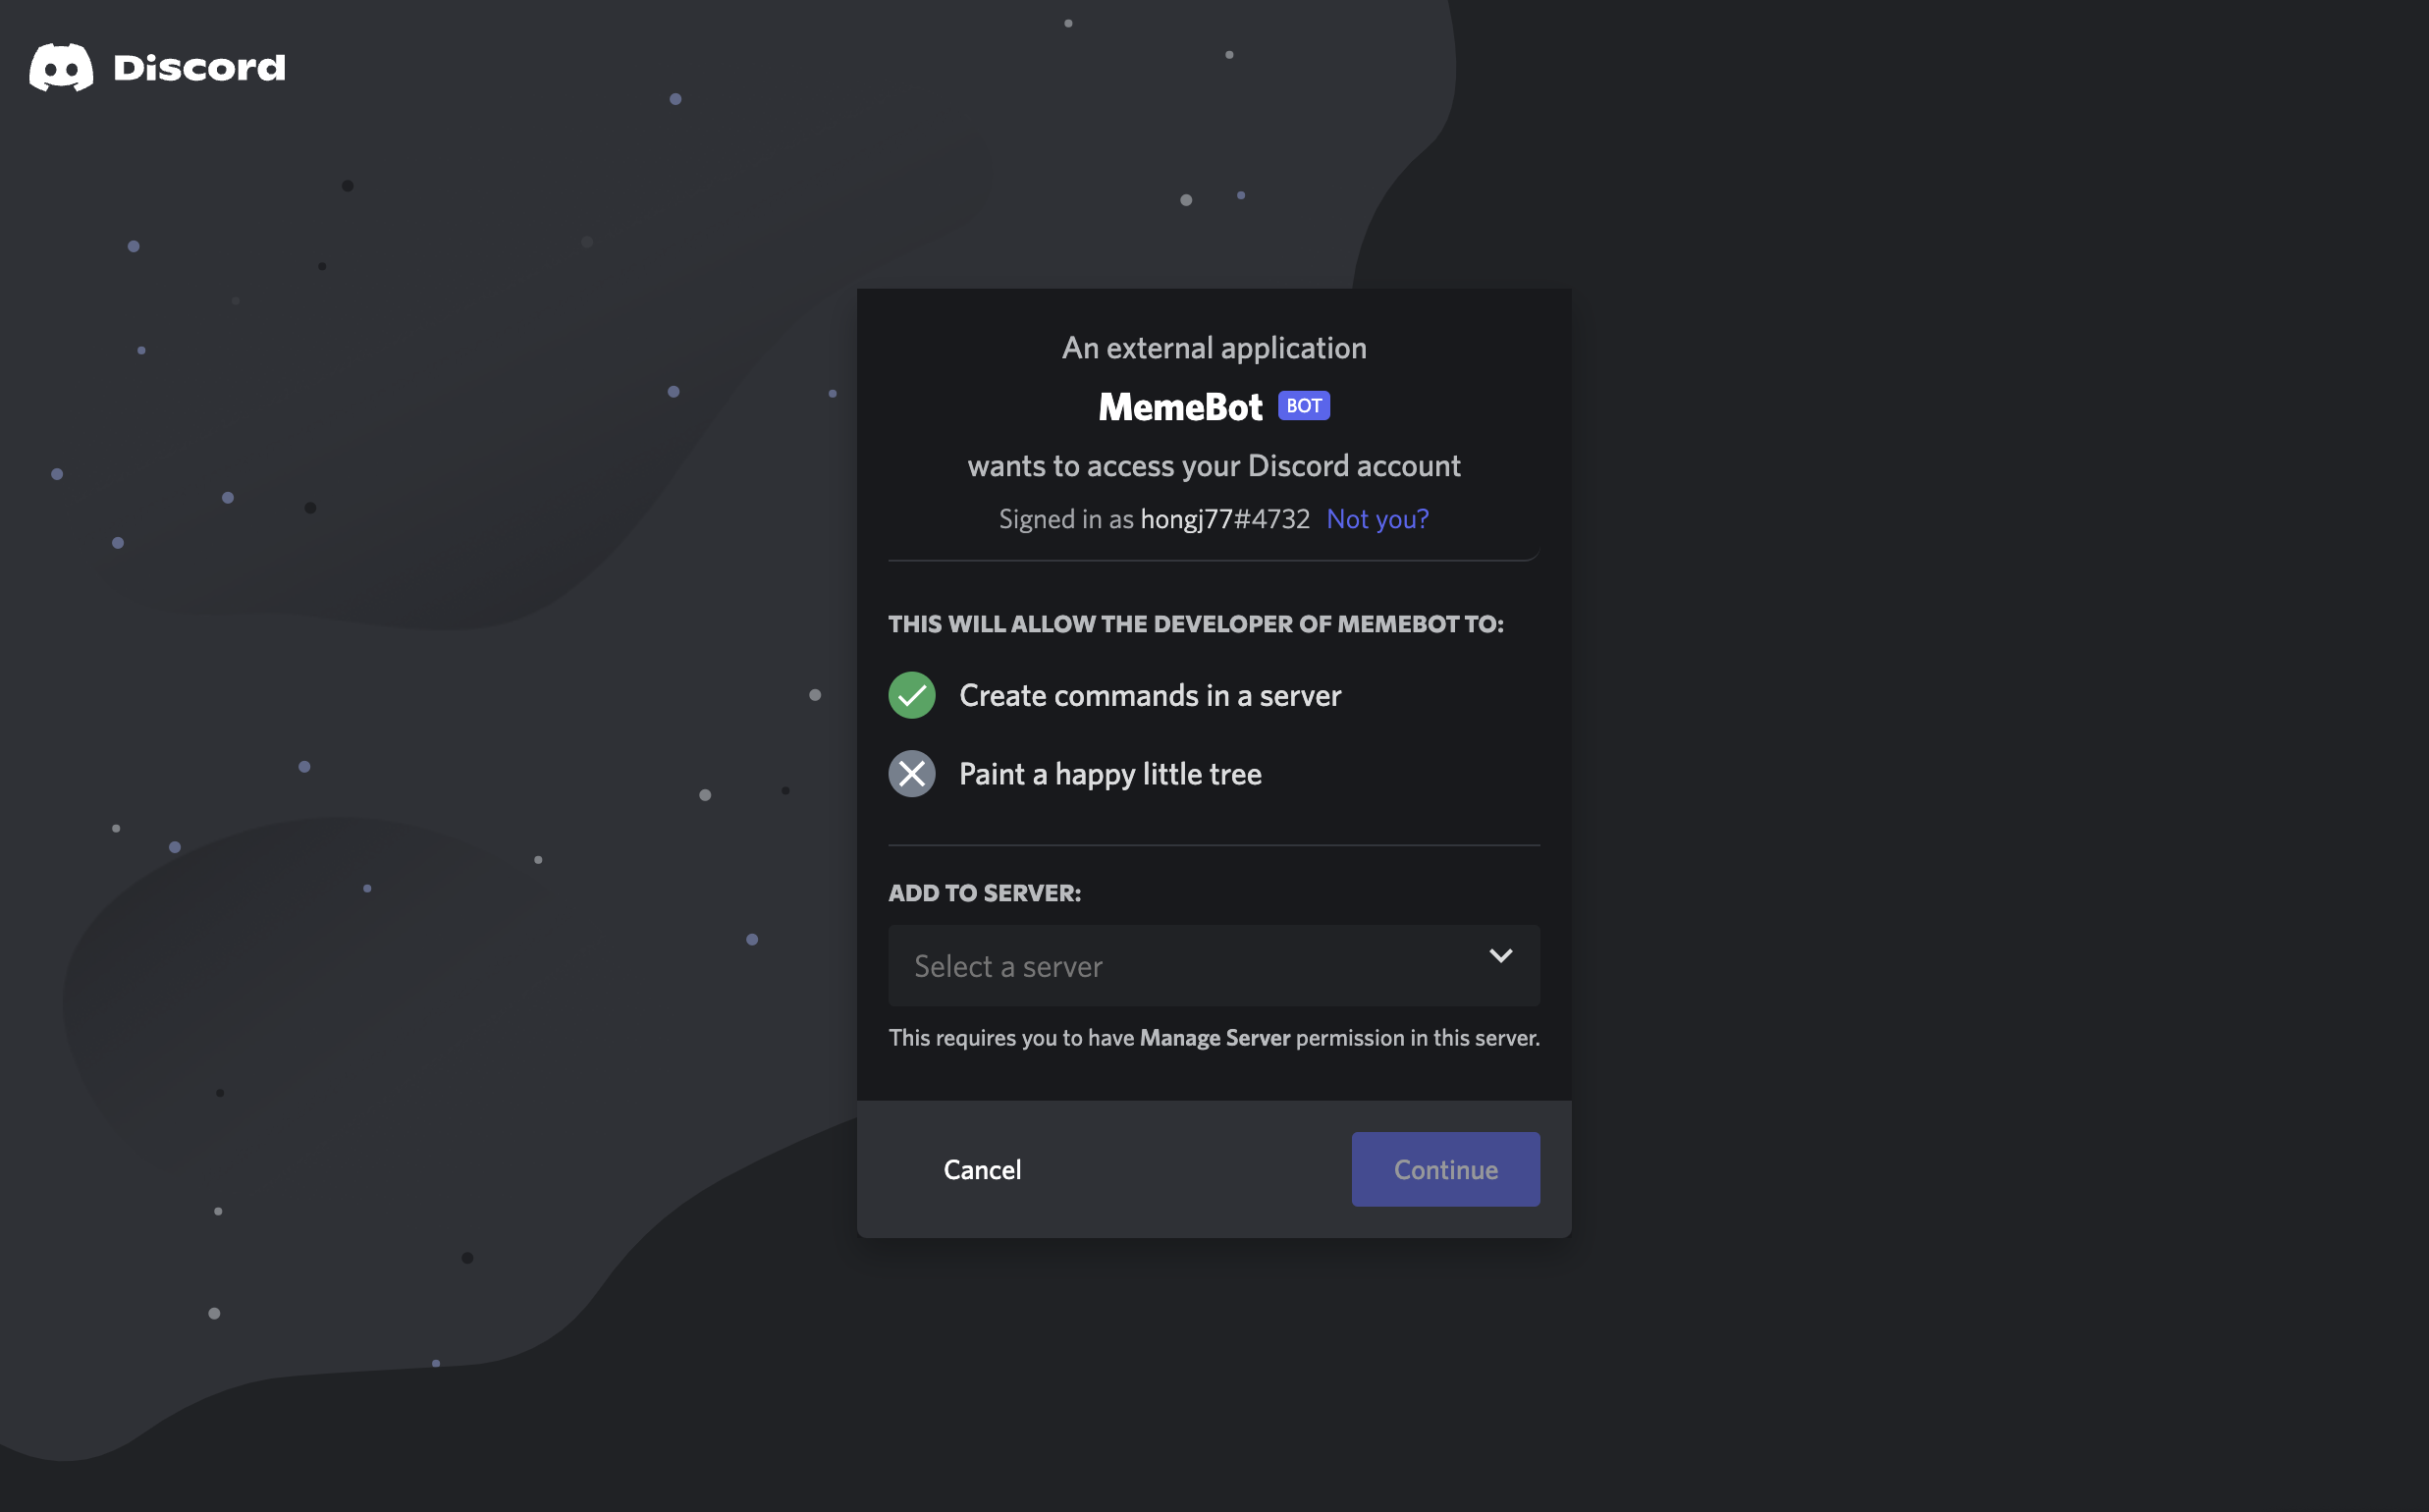 Discord
An external application
MemeBot BOT
wants to access your Discord account
Signed in as hongj77#4732 Not you?
THIS WILL ALLOW THE DEVELOPER OF MEMEBOT TO:
Create commands in a server
Paint a happy little tree
ADD TO SERVER:
Select a server
This requires you to have Manage Server permission in this server.
Cancel
Continue